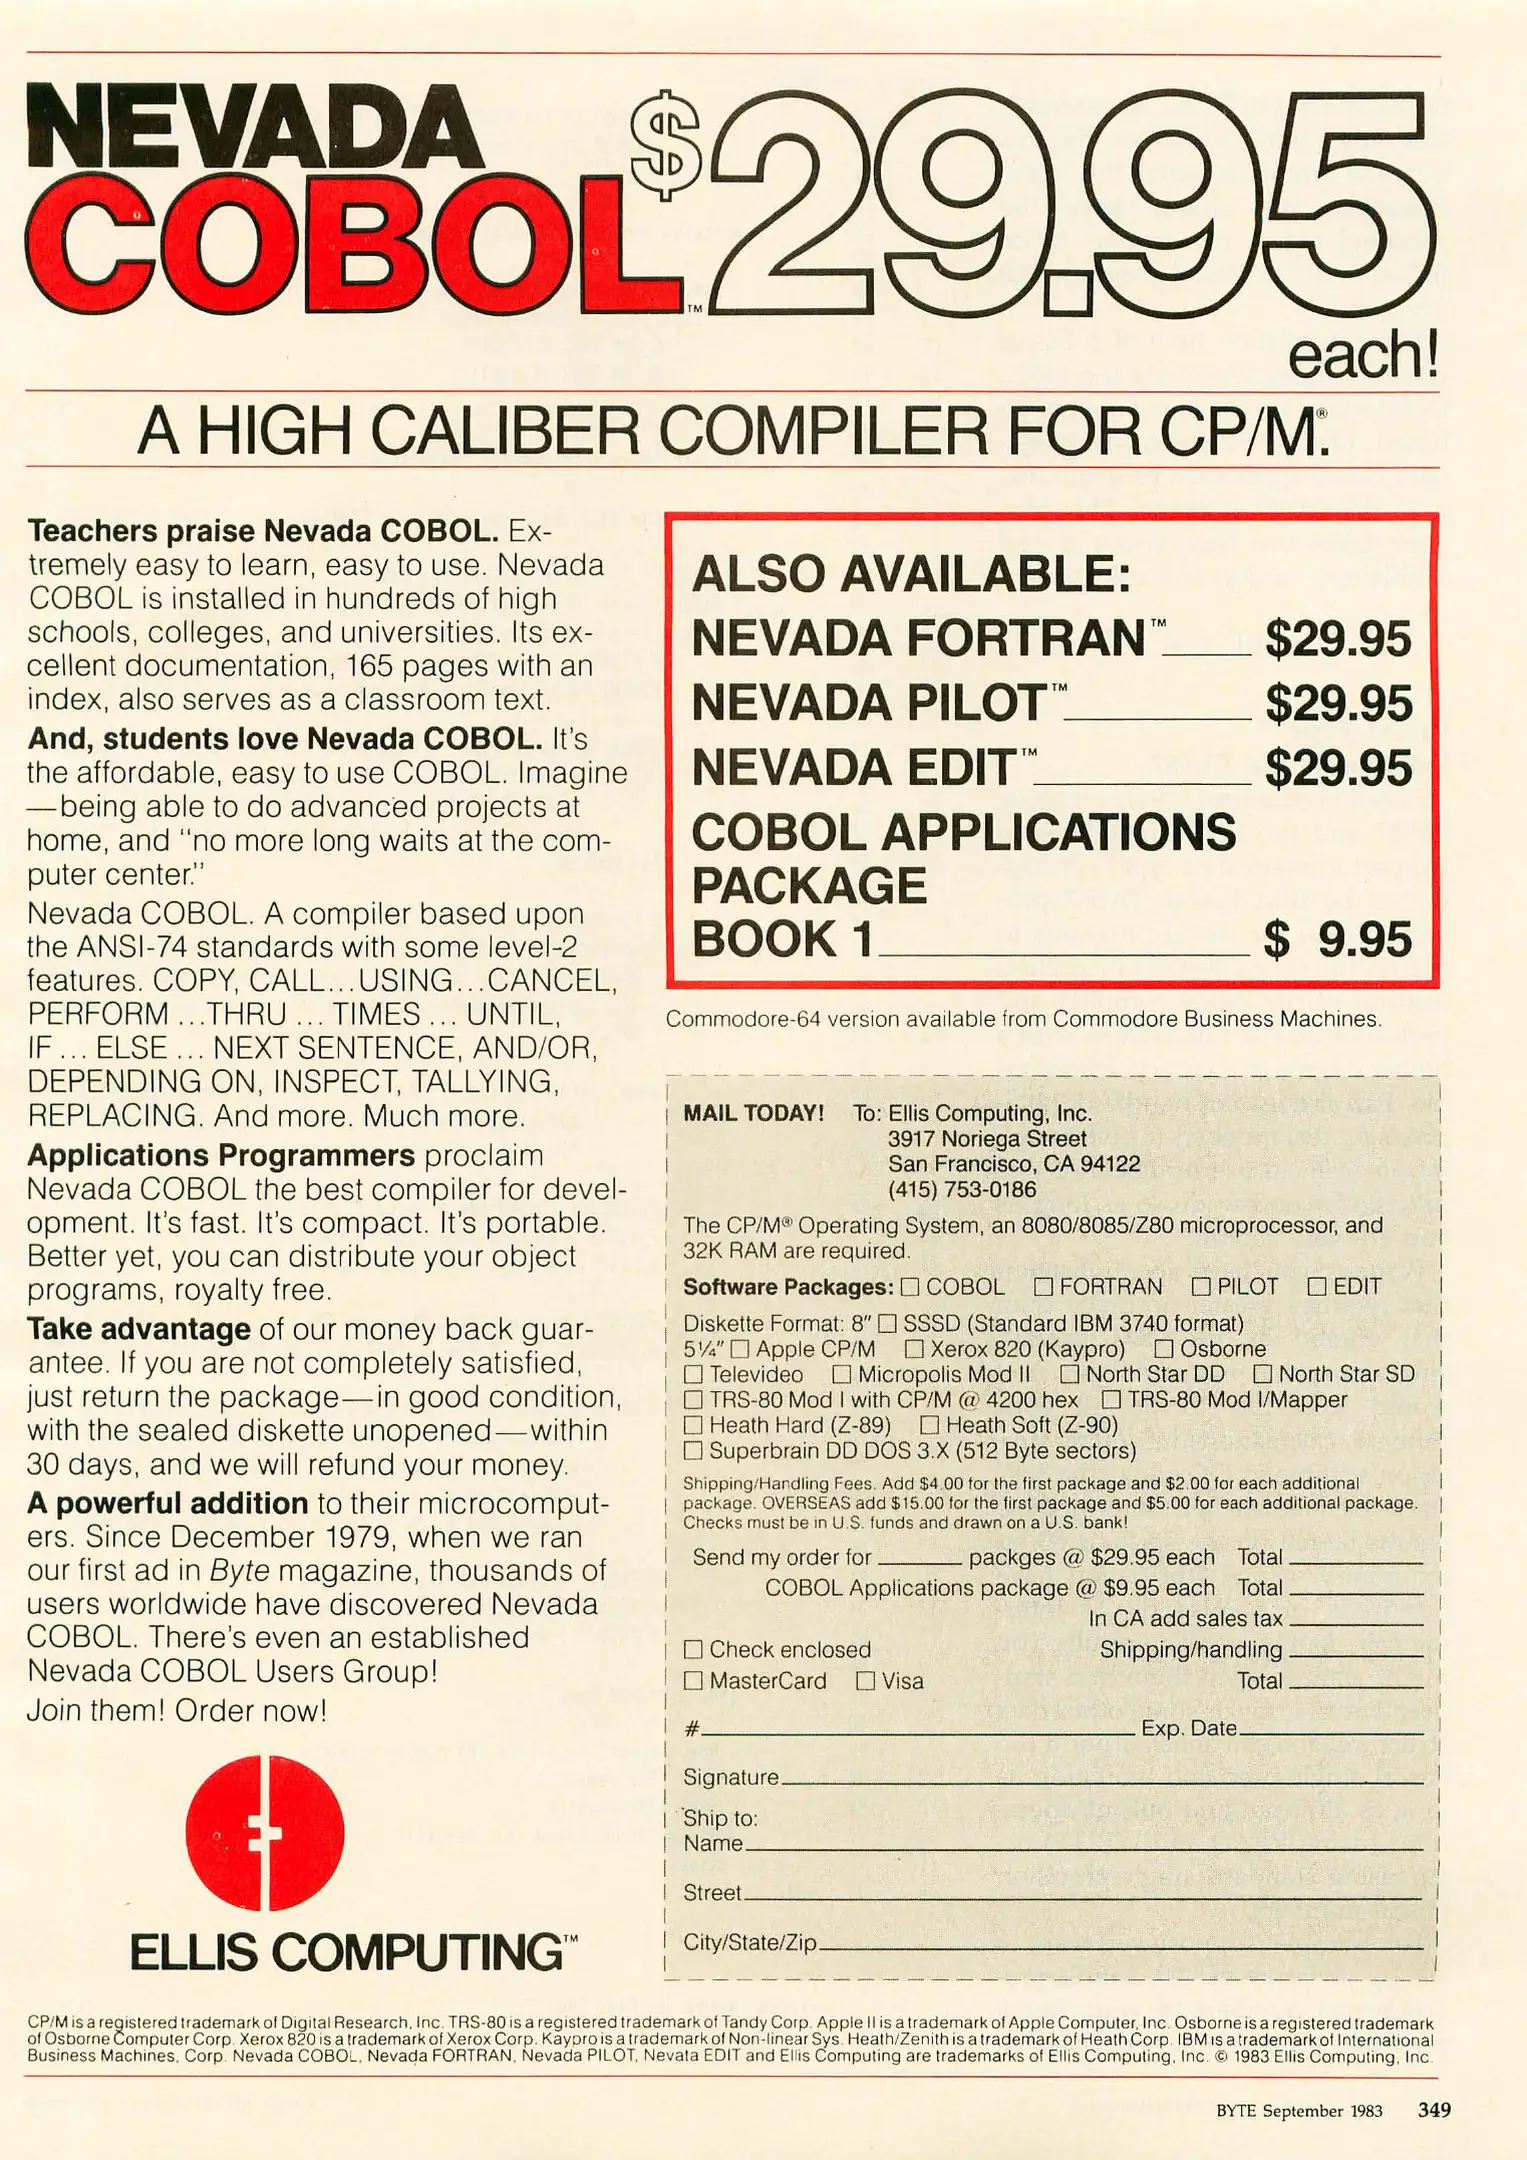 NEVADA
COBOL™
$29.95
each!
A HIGH CALIBER COMPILER FOR CP/M®.
Teachers praise Nevada COBOL. Ex-
tremely easy to learn, easy to use. Nevada
COBOL is installed in hundreds of high
schools, colleges, and universities. Its ex-
cellent documentation, 165 pages with an
index, also serves as a classroom text.
And, students love Nevada COBOL. It's
the affordable, easy to use COBOL. Imagine
—being able to do advanced projects at
home, and "no more long waits at the com-
puter center."
Nevada COBOL. A compiler based upon
the ANSI-74 standards with some level-2
features. COPY, CALL...USING...CANCEL,
PERFORM ...THRU ... TIMES ... UNTIL,
IF ... ELSE ... NEXT SENTENCE, AND/OR,
DEPENDING ON, INSPECT, TALLYING,
REPLACING. And more. Much more.
Applications Programmers proclaim
Nevada COBOL the best compiler for devel-
opment. It's fast. It's compact. It's portable.
Better yet, you can distribute your object
programs, royalty free.
Take advantage of our money back guar-
antee. If you are not completely satisfied,
just return the package—in good condition,
with the sealed diskette unopened—within
30 days, and we will refund your money.
A powerful addition to their microcomput-
ers. Since December 1979, when we ran
our first ad in Byte magazine, thousands of
users worldwide have discovered Nevada
COBOL. There's even an established
Nevada COBOL Users Group!
Join them! Order now!
ELLIS COMPUTING™
ALSO AVAILABLE:
NEVADA FORTRAN™____ $29.95
NEVADA PILOT™________ $29.95
NEVADA EDIT™_________ $29.95
COBOL APPLICATIONS
PACKAGE
BOOK 1________________ $ 9.95
Commodore-64 version available from Commodore Business Machines.
MAIL TODAY! To: Ellis Computing, Inc.
3917 Noriega Street
San Francisco, CA 94122
(415) 753-0186
The CP/M® Operating System, an 8080/8085/Z80 microprocessor, and
32K RAM are required.
Software Packages: ☐ COBOL ☐ FORTRAN ☐ PILOT ☐ EDIT
Diskette Format: 8" ☐ SSSD (Standard IBM 3740 format)
5¼" ☐ Apple CP/M ☐ Xerox 820 (Kaypro) ☐ Osborne
☐ Televideo ☐ Micropolis Mod II ☐ North Star DD ☐ North Star SD
☐ TRS-80 Mod I with CP/M @ 4200 hex ☐ TRS-80 Mod I/Mapper
☐ Heath Hard (Z-89) ☐ Heath Soft (Z-90)
☐ Superbrain DD DOS 3.X (512 Byte sectors)
Shipping/Handling Fees. Add $4.00 for the first package and $2.00 for each additional
package. OVERSEAS add $15.00 for the first package and $5.00 for each additional package.
Checks must be in U.S. funds and drawn on a U.S. bank!
Send my order for ______ packges @ $29.95 each Total ________
COBOL Applications package @ $9.95 each Total ________
In CA add sales tax ________
☐ Check enclosed Shipping/handling ________
☐ MasterCard ☐ Visa Total ________
#________________ Exp. Date________
Signature________________
Ship to:
Name________________
Street________________
City/State/Zip________________
CP/M is a registered trademark of Digital Research, Inc. TRS-80 is a registered trademark of Tandy Corp. Apple II is a trademark of Apple Computer, Inc. Osborne is a registered trademark
of Osborne Computer Corp. Xerox 820 is a trademark of Xerox Corp. Kaypro is a trademark of Non-linear Sys. Heath/Zenith is a trademark of Heath Corp. IBM is a trademark of International
Business Machines, Corp. Nevada COBOL, Nevada FORTRAN, Nevada PILOT, Nevata EDIT and Ellis Computing are trademarks of Ellis Computing, Inc. © 1983 Ellis Computing, Inc.
BYTE September 1983 349